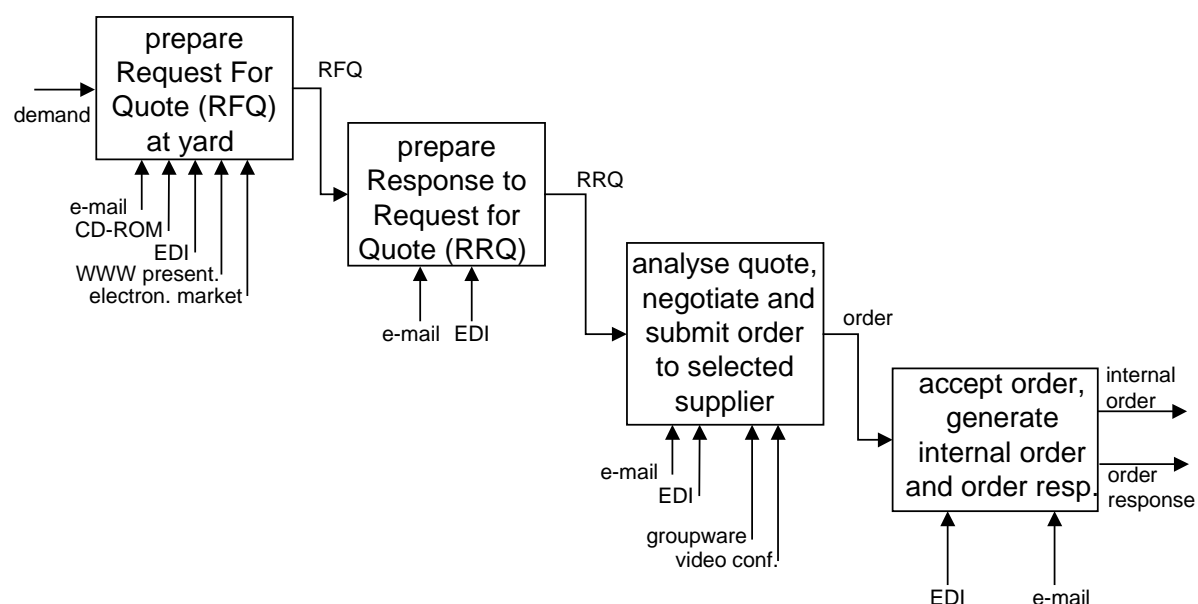 prepare
Request For
Quote (RFQ)
at yard
demand
RFQ
e-mail
CD-ROM
EDI
WWW present.
electron. market
prepare
Response to
Request for
Quote (RRQ)
RRQ
e-mail
EDI
analyse quote,
negotiate and
submit order
to selected
supplier
order
e-mail
EDI
groupware
video conf.
accept order,
generate
internal order
and order resp.
internal
order
order
response
EDI
e-mail